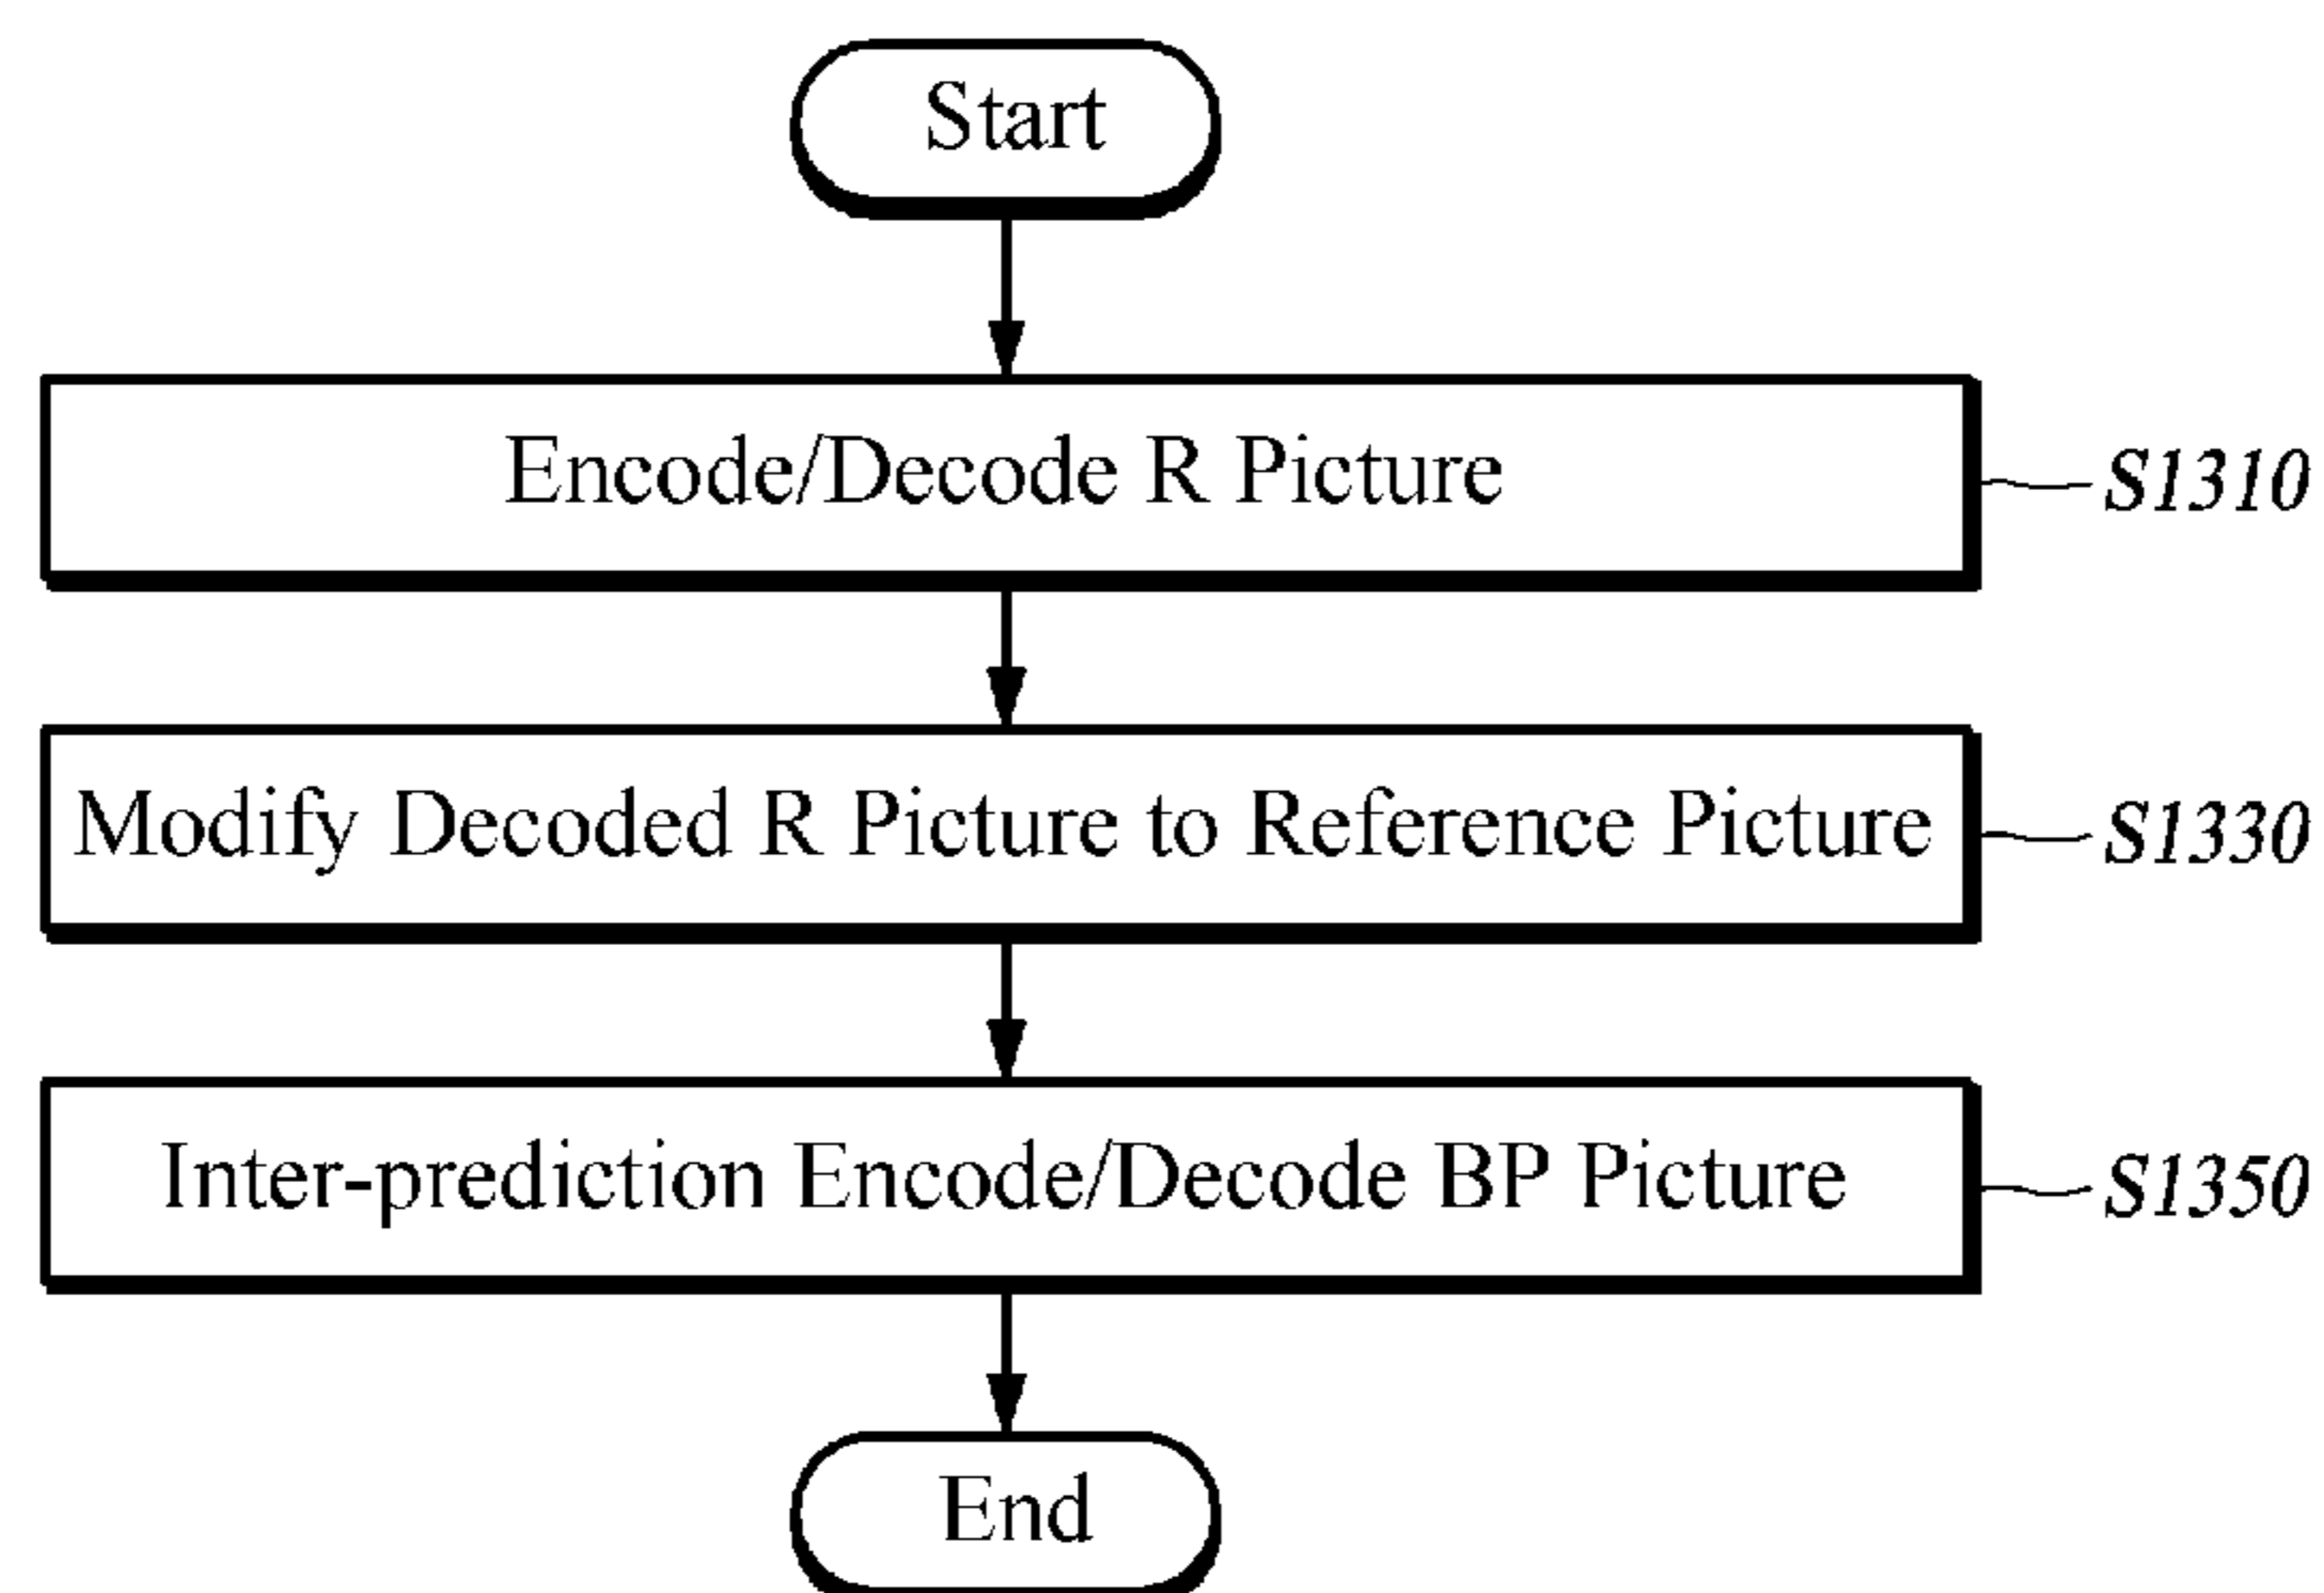 Start
Encode/Decode R Picture
S1310
Modify Decoded R Picture to Reference Picture
S1330
Inter-prediction Encode/Decode BP Picture
S1350
End